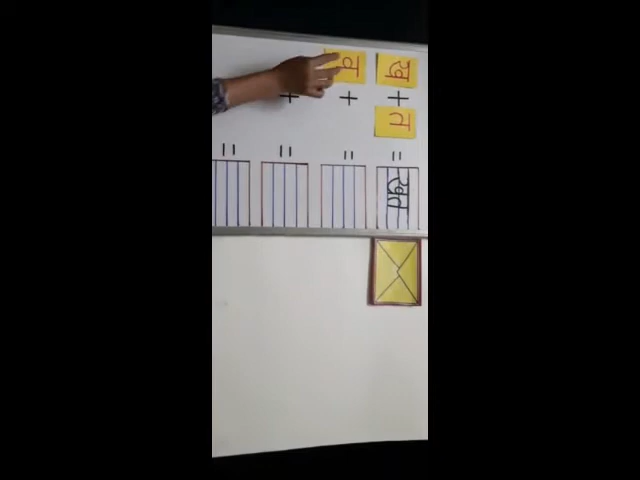 ख + त = खत
+ =
+ =
=